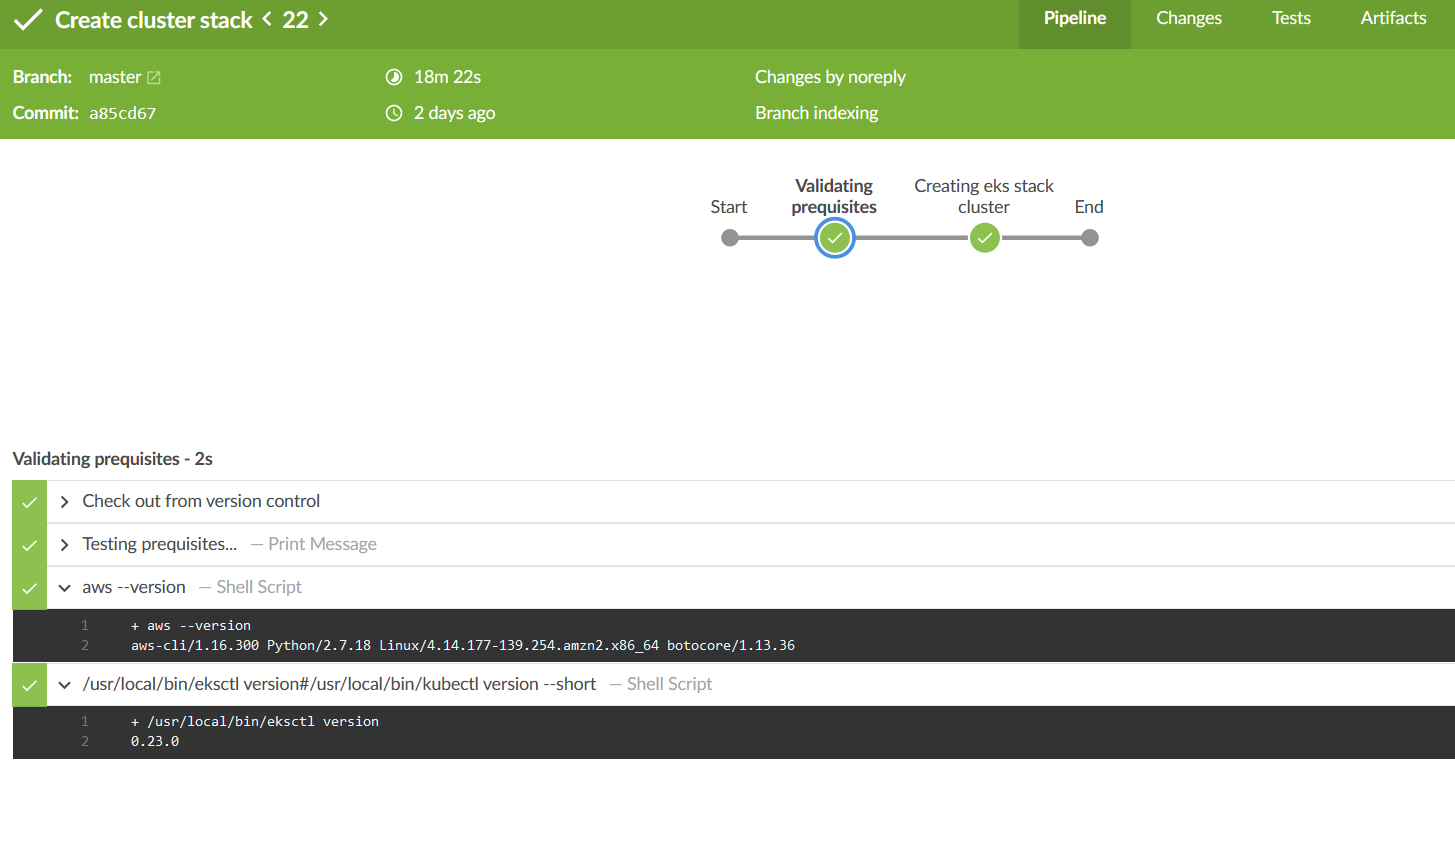 Create cluster stack < 22 >
Pipeline Changes Tests Artifacts
Branch: master 18m 22s Changes by noreply
Commit: a85cd67 2 days ago Branch indexing
Start
Validating
prequisites
Creating eks stack
cluster
End
Validating prequisites - 2s
Check out from version control
Testing prequisites... — Print Message
aws --version — Shell Script
1 + aws --version
2 aws-cli/1.16.300 Python/2.7.18 Linux/4.14.177-139.254.amzn2.x86_64 botocore/1.13.36
/usr/local/bin/eksctl version#/usr/local/bin/kubectl version --short — Shell Script
1 + /usr/local/bin/eksctl version
2 0.23.0